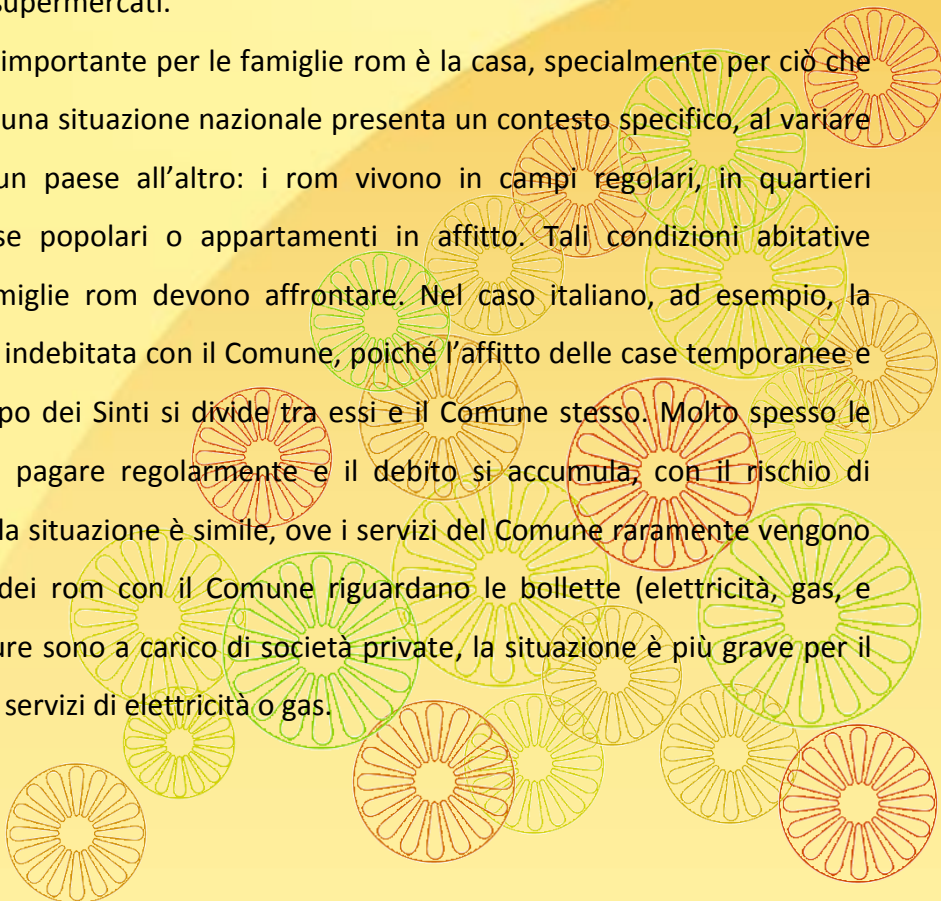 supermercati.
importante per le famiglie rom è la casa, specialmente per ciò che
una situazione nazionale presenta un contesto specifico, al variare
un paese all’altro: i rom vivono in campi regolari, in quartieri
se popolari o appartamenti in affitto. Tali condizioni abitative
miglie rom devono affrontare. Nel caso italiano, ad esempio, la
indebitata con il Comune, poiché l’affitto delle case temporanee e
po dei Sinti si divide tra essi e il Comune stesso. Molto spesso le
pagare regolarmente e il debito si accumula, con il rischio di
la situazione è simile, ove i servizi del Comune raramente vengono
dei rom con il Comune riguardano le bollette (elettricità, gas, e
ure sono a carico di società private, la situazione è più grave per il
servizi di elettricità o gas.